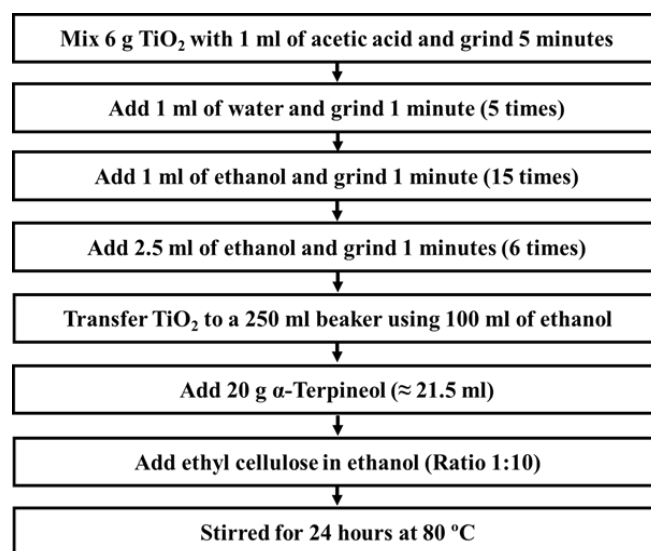 Mix 6 g TiO₂ with 1 ml of acetic acid and grind 5 minutes
Add 1 ml of water and grind 1 minute (5 times)
Add 1 ml of ethanol and grind 1 minute (15 times)
Add 2.5 ml of ethanol and grind 1 minutes (6 times)
Transfer TiO₂ to a 250 ml beaker using 100 ml of ethanol
Add 20 g α-Terpineol (≈ 21.5 ml)
Add ethyl cellulose in ethanol (Ratio 1:10)
Stirred for 24 hours at 80 ºC